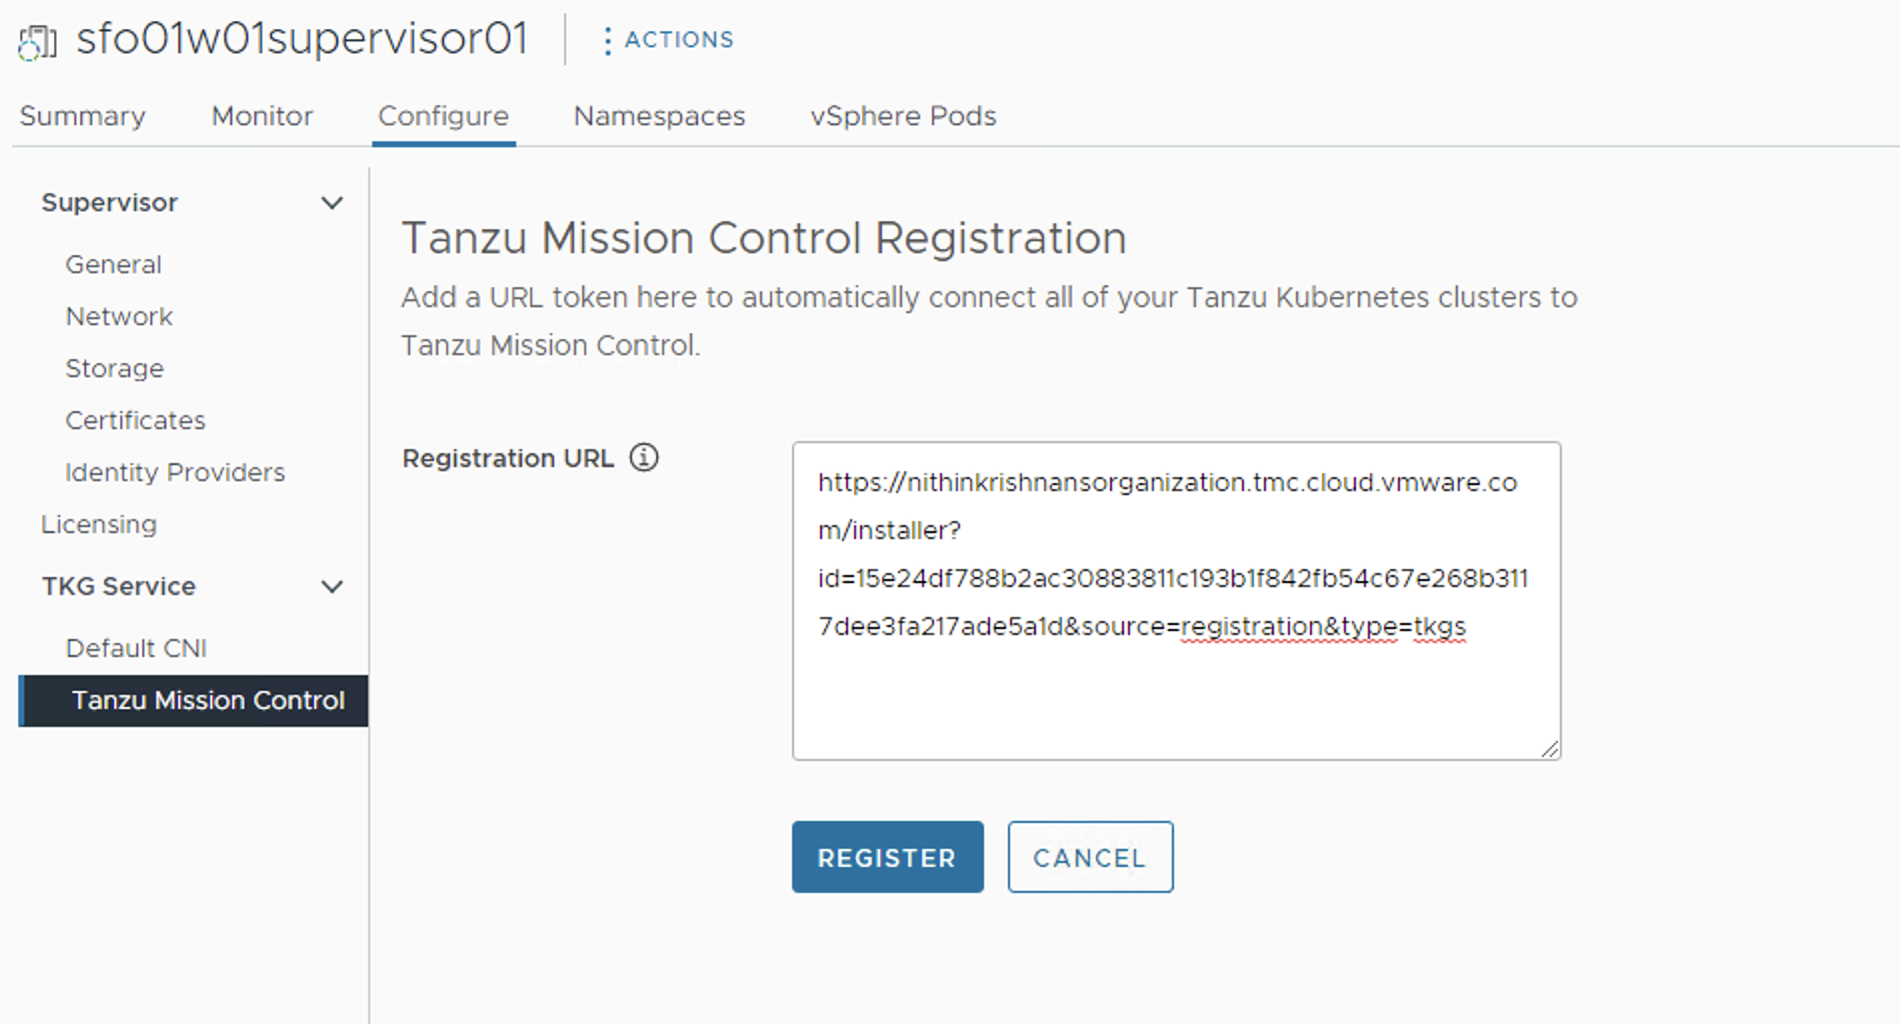 sfo01w01supervisor01
ACTIONS
Summary
Monitor
Configure
Namespaces
vSphere Pods
Supervisor
General
Network
Storage
Certificates
Identity Providers
Licensing
TKG Service
Default CNI
Tanzu Mission Control
Tanzu Mission Control Registration
Add a URL token here to automatically connect all of your Tanzu Kubernetes clusters to
Tanzu Mission Control.
Registration URL
https://nithinkrishnansorganization.tmc.cloud.vmware.co
m/installer?
id=15e24df788b2ac30883811c193b1f842fb54c67e268b311
7dee3fa217ade5a1d&source=registration&type=tkgs
REGISTER
CANCEL